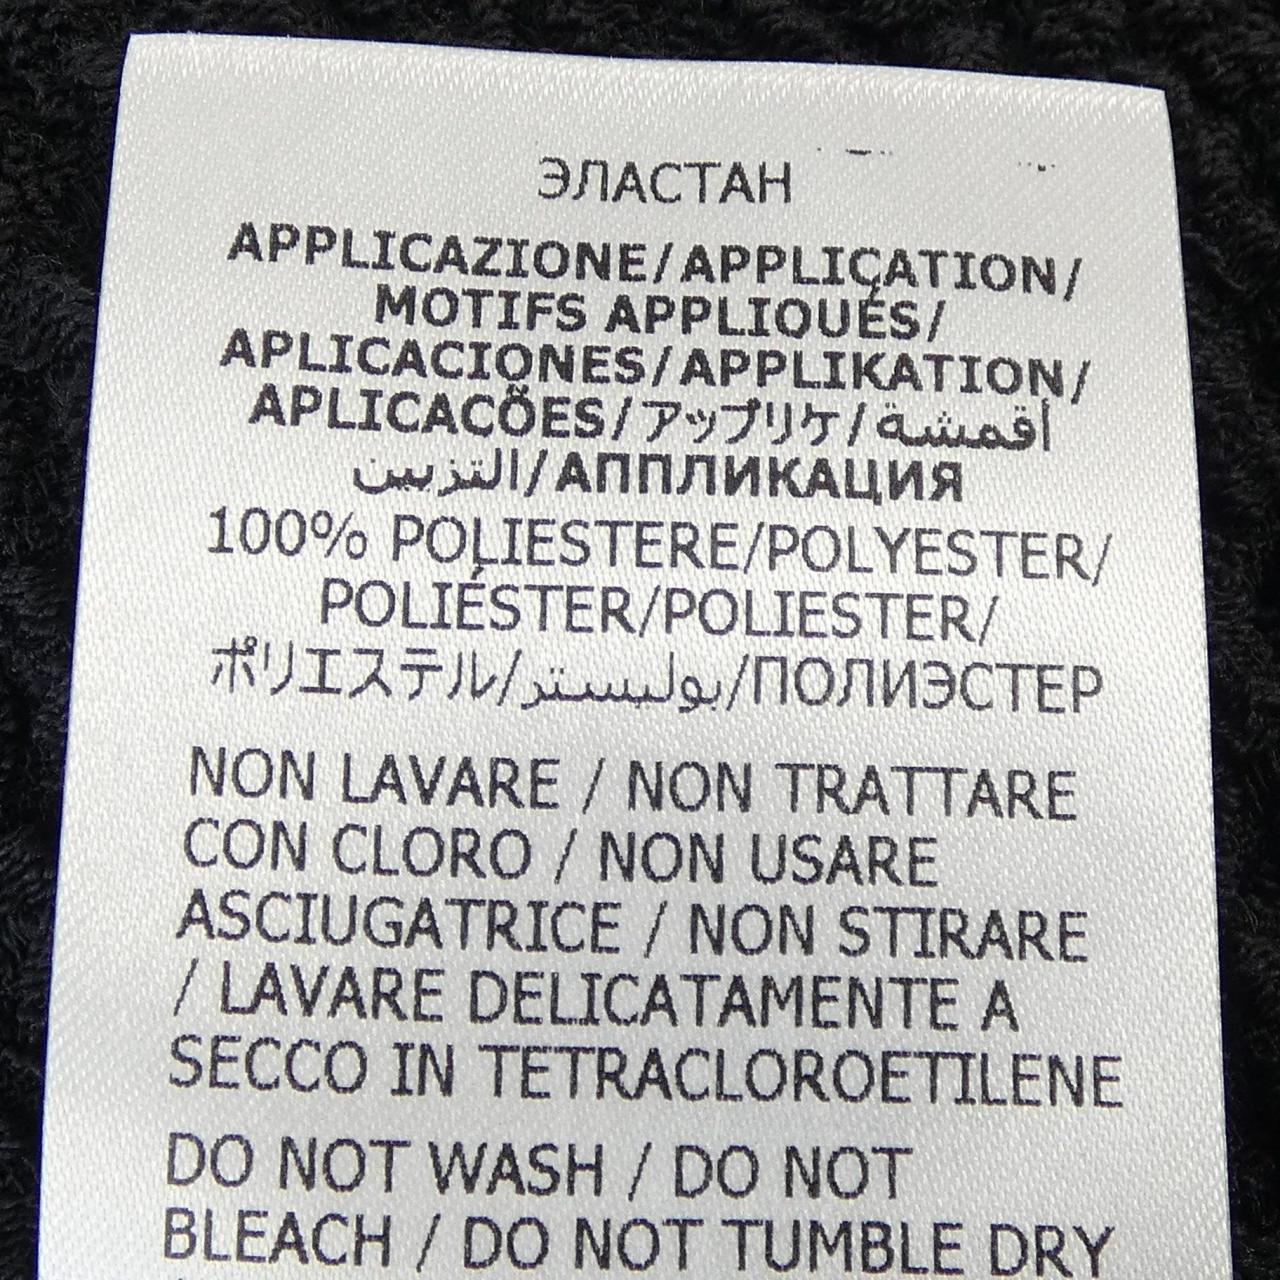 ЭЛАСТАН
APPLICAZIONE/APPLICATION/
MOTIFS APPLIQUÉS/
APLICACIONES/APPLIKATION/
APLICACÕES/アップリケ/أقمشة
التزيين/АППЛИКАЦИЯ
100% POLIESTERE/POLYESTER/
POLIÉSTER/POLIESTER/
ポリエステル/بوليستر/ПОЛИЭСТЕР
NON LAVARE / NON TRATTARE
CON CLORO / NON USARE
ASCIUGATRICE / NON STIRARE
/ LAVARE DELICATAMENTE A
SECCO IN TETRACLOROETILENE
DO NOT WASH / DO NOT
BLEACH / DO NOT TUMBLE DRY